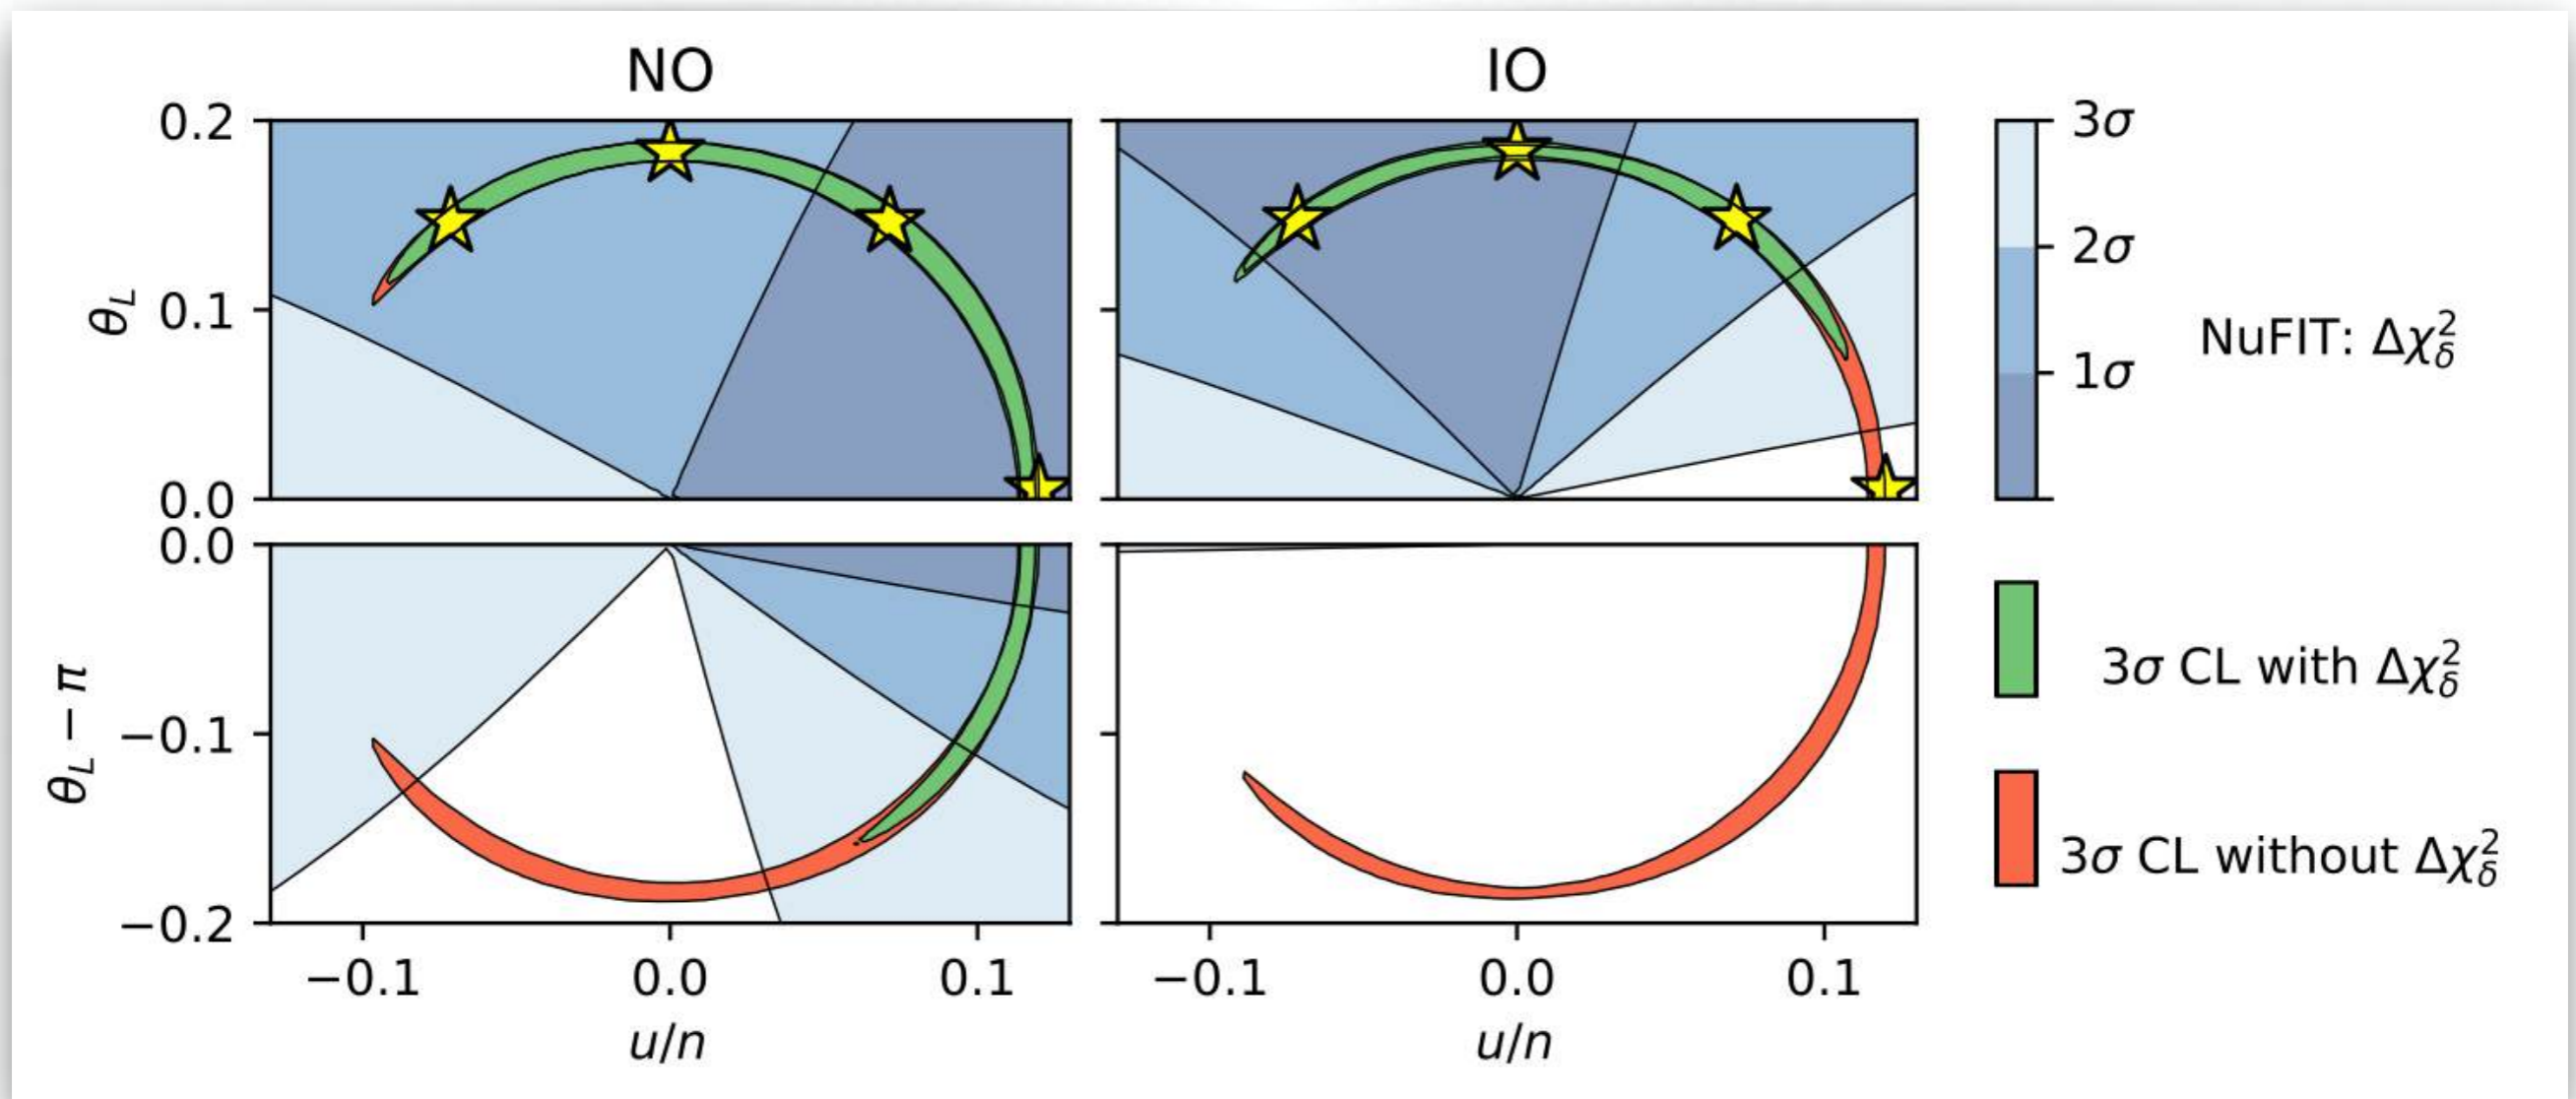 NO
IO
0.2
0.1
0.0
θ_L
3σ
2σ
1σ
NuFIT: Δχ²_δ
0.0
−0.1
−0.2
θ_L − π
3σ CL with Δχ²_δ
3σ CL without Δχ²_δ
−0.1 0.0 0.1
−0.1 0.0 0.1
u/n
u/n